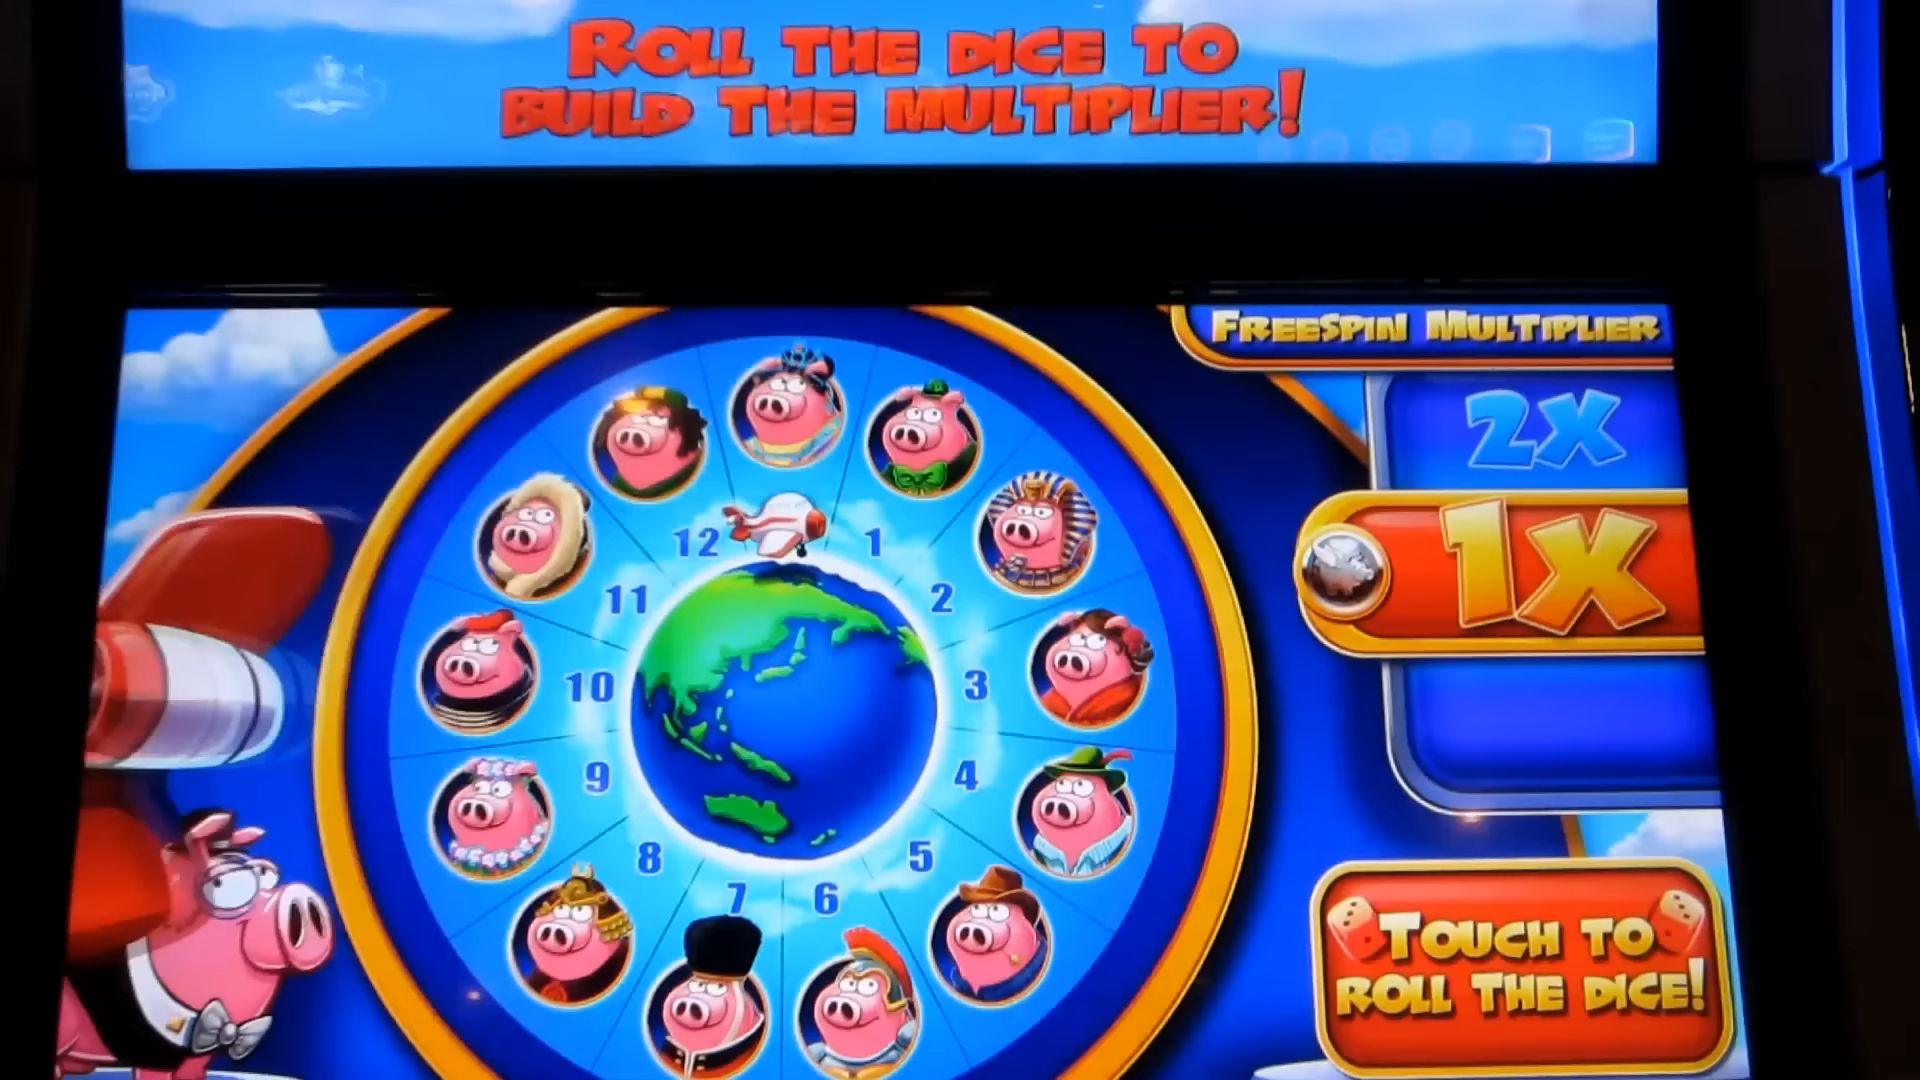 ROLL THE DICE TO
BUILD THE MULTIPLIER!
FREESPIN MULTIPLIER
2X
1X
12
1
11
2
10
3
9
4
8
5
7
6
TOUCH TO
ROLL THE DICE!